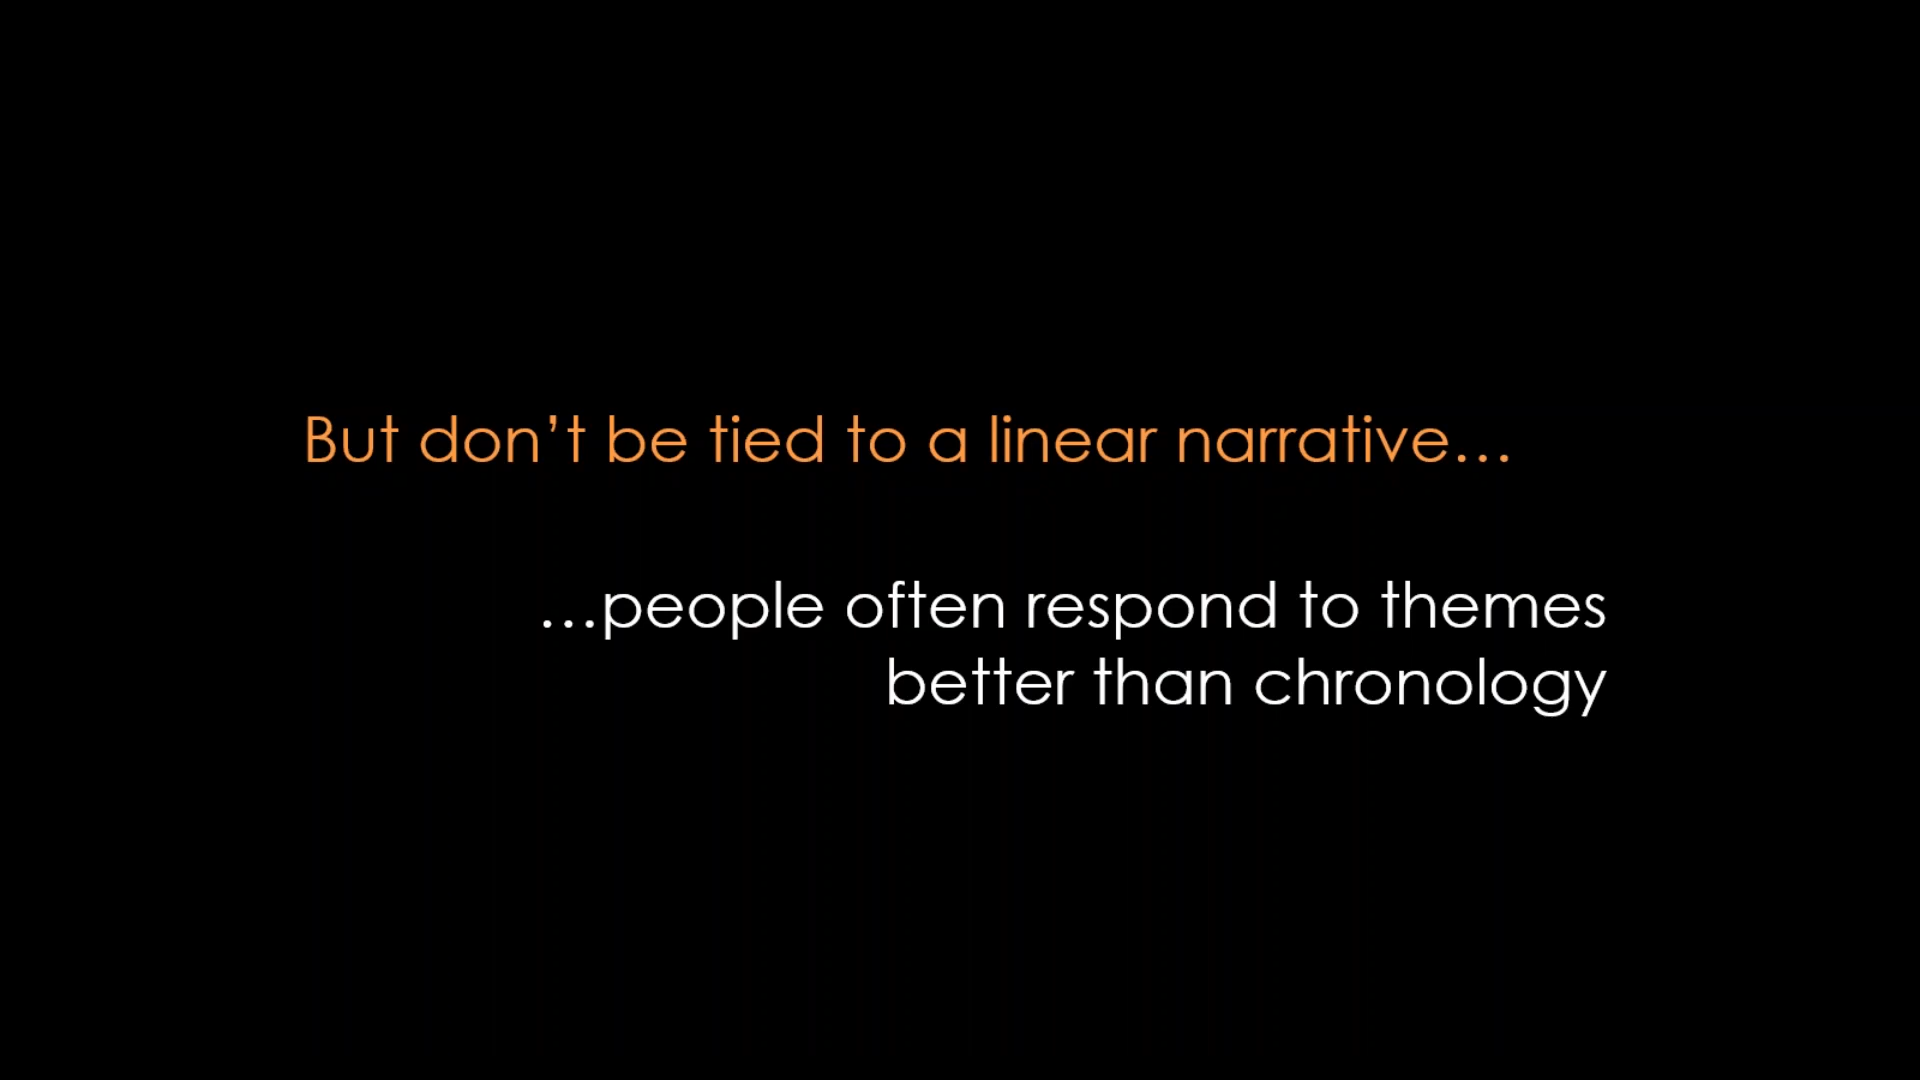 But don’t be tied to a linear narrative…
…people often respond to themes
better than chronology